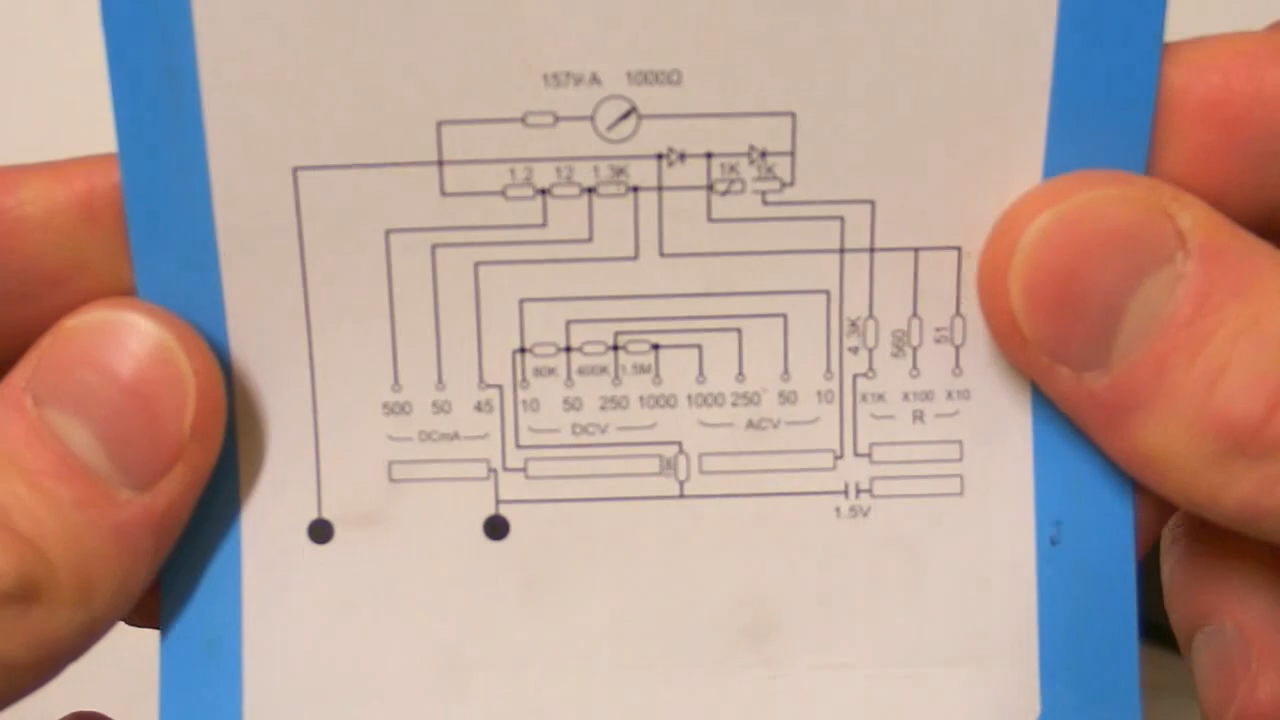 157V·A 1000Ω
1.2 12 1.3K 1K 1K
4.3K 560 51
80K 400K 1.5M
500 50 45 10 50 250 1000 1000 250 50 10 X1K X100 X10
DCmA DCV ACV R
1.5V